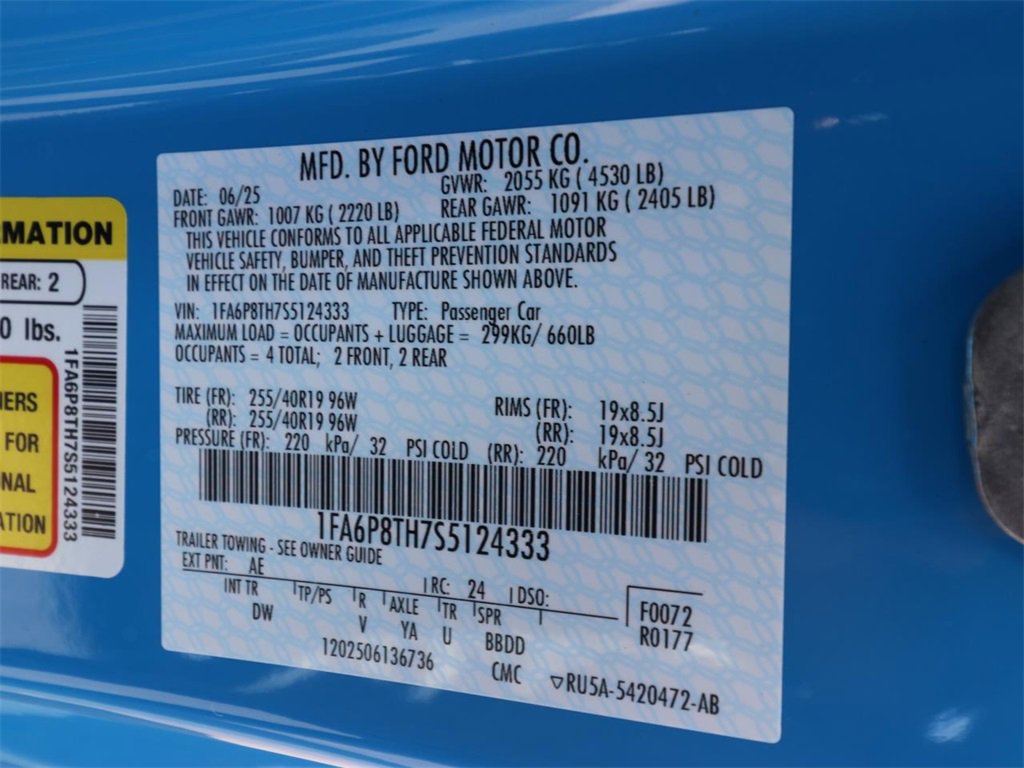 MFD. BY FORD MOTOR CO.
DATE: 06/25 GVWR: 2055 KG ( 4530 LB)
FRONT GAWR: 1007 KG ( 2220 LB) REAR GAWR: 1091 KG ( 2405 LB)
THIS VEHICLE CONFORMS TO ALL APPLICABLE FEDERAL MOTOR
VEHICLE SAFETY, BUMPER, AND THEFT PREVENTION STANDARDS
IN EFFECT ON THE DATE OF MANUFACTURE SHOWN ABOVE.
VIN: 1FA6P8TH7S5124333 TYPE: Passenger Car
MAXIMUM LOAD = OCCUPANTS + LUGGAGE = 299KG/ 660LB
OCCUPANTS = 4 TOTAL; 2 FRONT, 2 REAR
TIRE (FR): 255/40R19 96W RIMS (FR): 19x8.5J
(RR): 255/40R19 96W (RR): 19x8.5J
PRESSURE (FR): 220 kPa/ 32 PSI COLD (RR): 220 kPa/ 32 PSI COLD
1FA6P8TH7S5124333
TRAILER TOWING - SEE OWNER GUIDE
EXT PNT: AE RC: 24 DSO:
INT TR TP/PS R AXLE TR SPR F0072
DW V YA U BBDD R0177
1202506136736 CMC ▽RU5A-5420472-AB
MATION
REAR: 2
0 lbs.
1FA6P8TH7S5124333
NERS
FOR
NAL
ATION